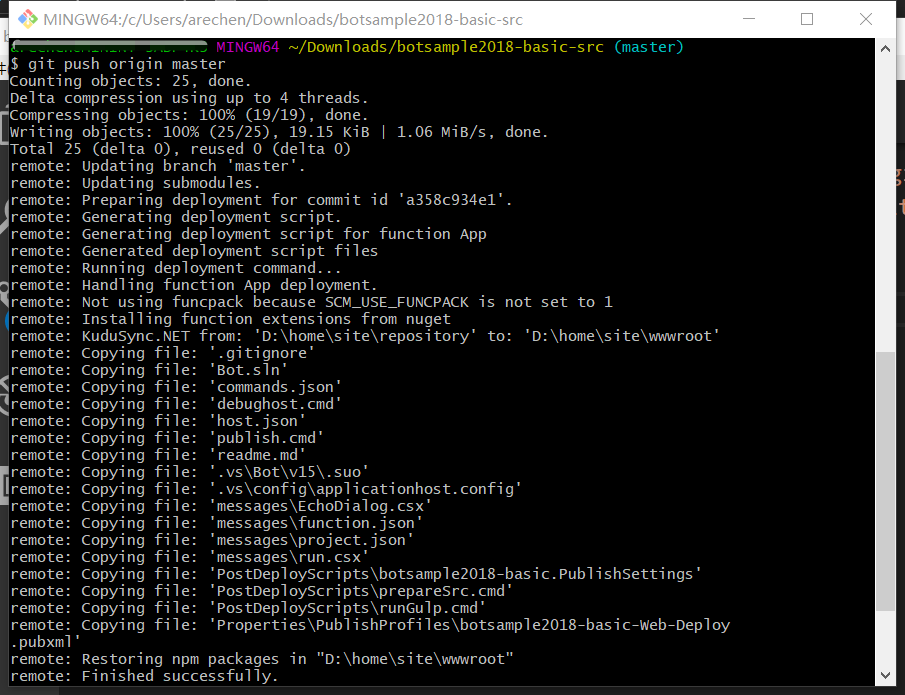 MINGW64:/c/Users/arechen/Downloads/botsample2018-basic-src
MINGW64 ~/Downloads/botsample2018-basic-src (master)
$ git push origin master
Counting objects: 25, done.
Delta compression using up to 4 threads.
Compressing objects: 100% (19/19), done.
Writing objects: 100% (25/25), 19.15 KiB | 1.06 MiB/s, done.
Total 25 (delta 0), reused 0 (delta 0)
remote: Updating branch 'master'.
remote: Updating submodules.
remote: Preparing deployment for commit id 'a358c934e1'.
remote: Generating deployment script.
remote: Generating deployment script for function App
remote: Generated deployment script files
remote: Running deployment command...
remote: Handling function App deployment.
remote: Not using funcpack because SCM_USE_FUNCPACK is not set to 1
remote: Installing function extensions from nuget
remote: KuduSync.NET from: 'D:\home\site\repository' to: 'D:\home\site\wwwroot'
remote: Copying file: '.gitignore'
remote: Copying file: 'Bot.sln'
remote: Copying file: 'commands.json'
remote: Copying file: 'debughost.cmd'
remote: Copying file: 'host.json'
remote: Copying file: 'publish.cmd'
remote: Copying file: 'readme.md'
remote: Copying file: '.vs\Bot\v15\.suo'
remote: Copying file: '.vs\config\applicationhost.config'
remote: Copying file: 'messages\EchoDialog.csx'
remote: Copying file: 'messages\function.json'
remote: Copying file: 'messages\project.json'
remote: Copying file: 'messages\run.csx'
remote: Copying file: 'PostDeployScripts\botsample2018-basic.PublishSettings'
remote: Copying file: 'PostDeployScripts\prepareSrc.cmd'
remote: Copying file: 'PostDeployScripts\runGulp.cmd'
remote: Copying file: 'Properties\PublishProfiles\botsample2018-basic-Web-Deploy
.pubxml'
remote: Restoring npm packages in "D:\home\site\wwwroot"
remote: Finished successfully.